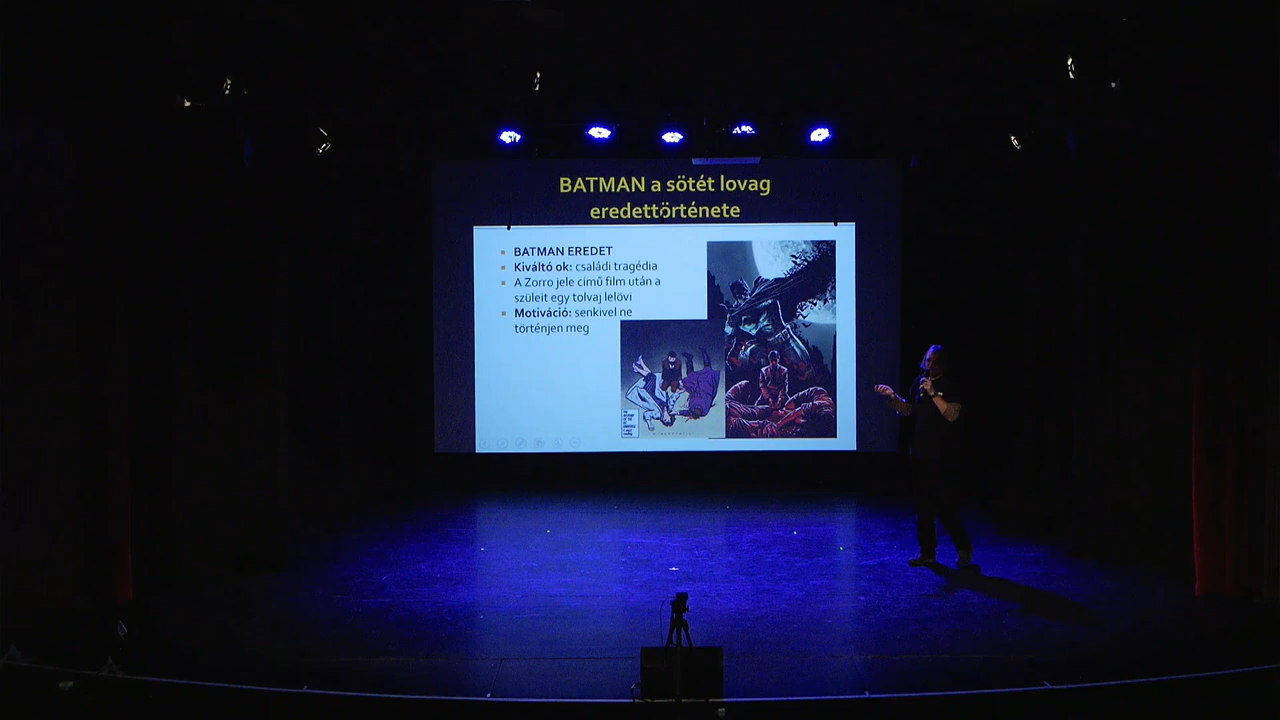 BATMAN a sötét lovag
eredettörténete
BATMAN EREDET
Kiváltó ok: családi tragédia
A Zorro jele című film után a
szüleit egy tolvaj lelövi
Motiváció: senkivel ne
történjen meg